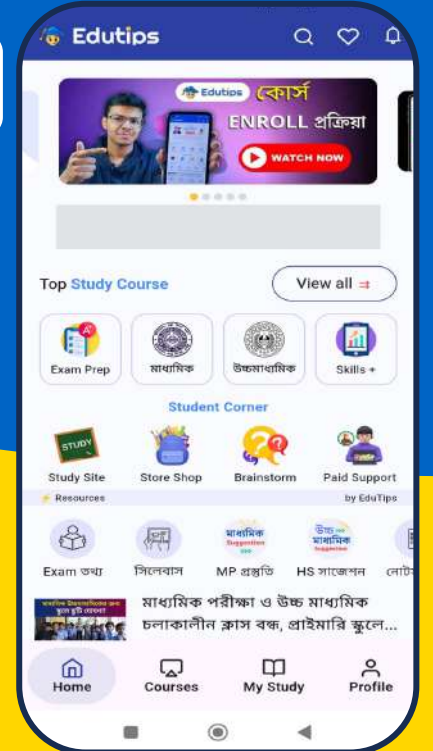 Edutips
Edutips কোর্স
ENROLL প্রক্রিয়া
WATCH NOW
Top Study Course
View all
Exam Prep
মাধ্যমিক
উচ্চমাধ্যমিক
Skills +
Student Corner
STUDY
Study Site
Store Shop
Brainstorm
Paid Support
Resources
by EduTips
মাধ্যমিক
Suggestion
উচ্চ
মাধ্যমিক
Suggestion
Exam তথ্য
সিলেবাস
MP প্রস্তুতি
HS সাজেশন
নোট
মাধ্যমিক পরীক্ষা ও উচ্চ মাধ্যমিক
চলাকালীন ক্লাস বন্ধ, প্রাইমারি স্কুলে...
Home
Courses
My Study
Profile